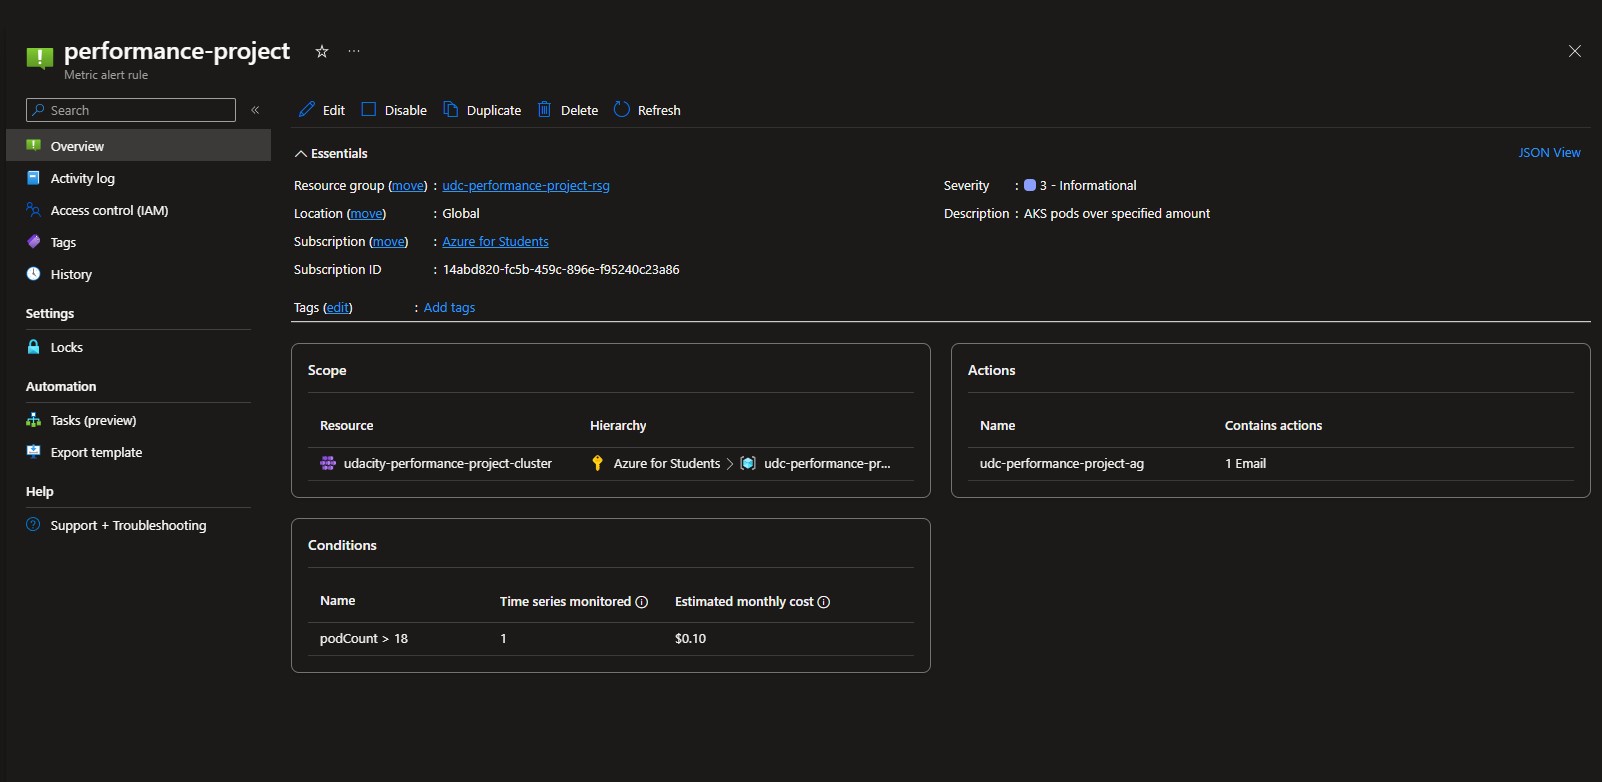 performance-project
Metric alert rule
Search
Overview
Activity log
Access control (IAM)
Tags
History
Settings
Locks
Automation
Tasks (preview)
Export template
Help
Support + Troubleshooting
Edit Disable Duplicate Delete Refresh
Essentials
JSON View
Resource group (move) : udc-performance-project-rsg
Location (move) : Global
Subscription (move) : Azure for Students
Subscription ID : 14abd820-fc5b-459c-896e-f95240c23a86
Severity : 3 - Informational
Description : AKS pods over specified amount
Tags (edit) : Add tags
Scope
Resource Hierarchy
udacity-performance-project-cluster Azure for Students > udc-performance-pr...
Actions
Name Contains actions
udc-performance-project-ag 1 Email
Conditions
Name Time series monitored Estimated monthly cost
podCount > 18 1 $0.10